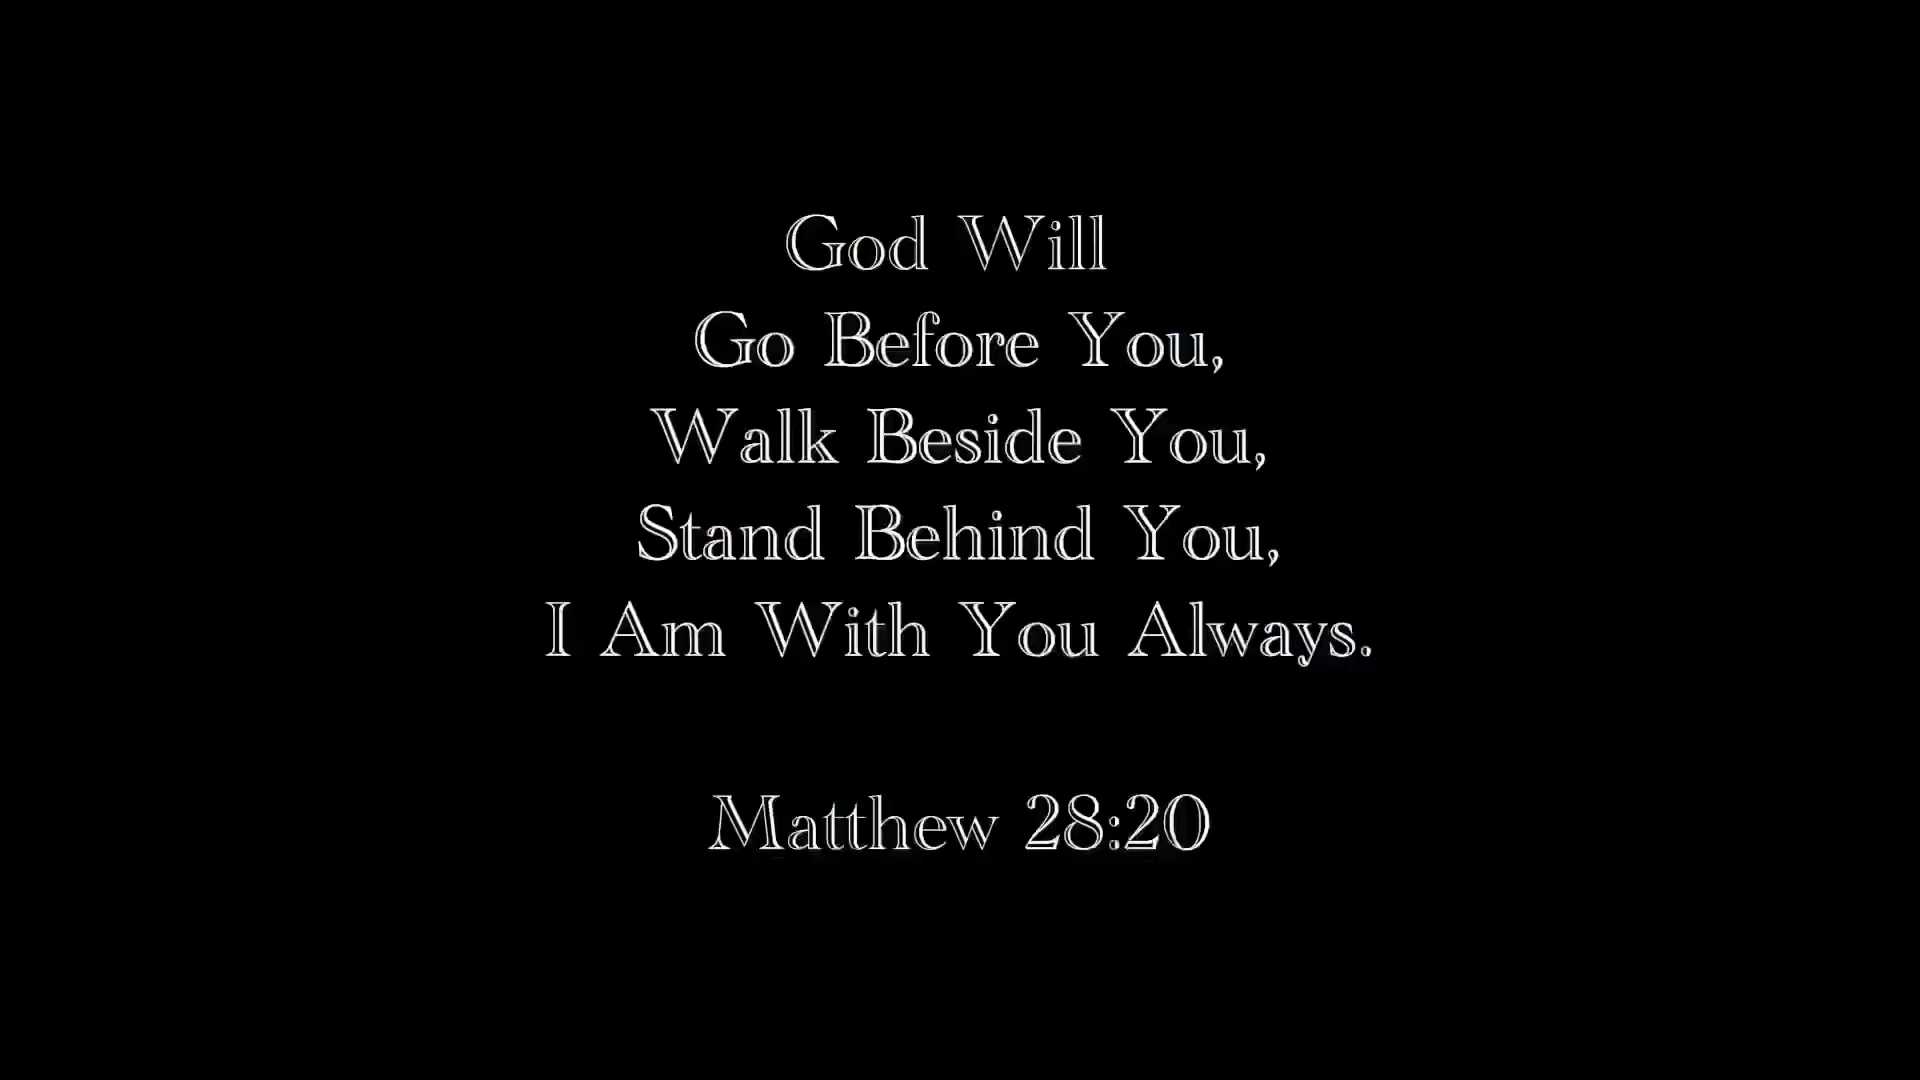 God Will
Go Before You,
Walk Beside You,
Stand Behind You,
I Am With You Always.
Matthew 28:20